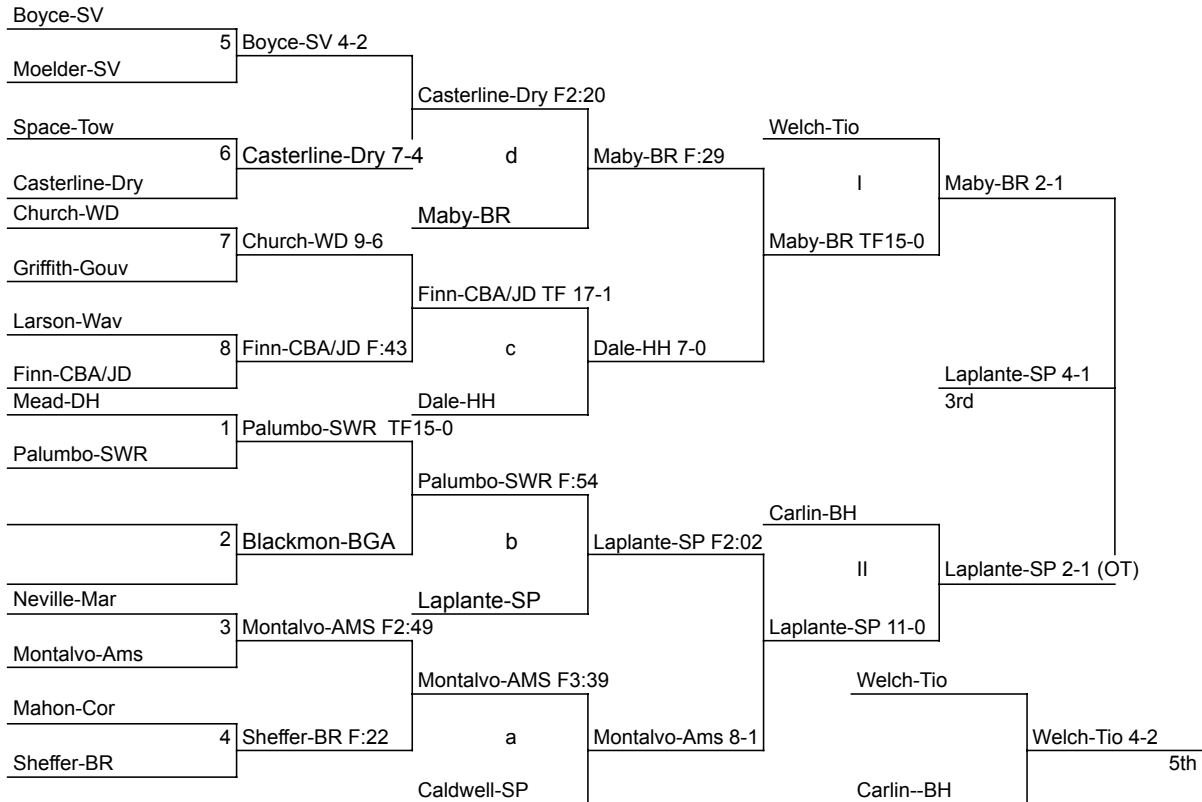 Boyce-SV
5 Boyce-SV 4-2
Moelder-SV
Casterline-Dry F2:20
Space-Tow
Welch-Tio
6 Casterline-Dry 7-4
d
Maby-BR F:29
Casterline-Dry
I
Maby-BR 2-1
Church-WD
Maby-BR
7 Church-WD 9-6
Maby-BR TF15-0
Griffith-Gouv
Finn-CBA/JD TF 17-1
Larson-Wav
8 Finn-CBA/JD F:43
c
Dale-HH 7-0
Finn-CBA/JD
Laplante-SP 4-1
Mead-DH
Dale-HH
3rd
1 Palumbo-SWR TF15-0
Palumbo-SWR
Palumbo-SWR F:54
Carlin-BH
2 Blackmon-BGA
b
Laplante-SP F2:02
II
Laplante-SP 2-1 (OT)
Neville-Mar
Laplante-SP
3 Montalvo-AMS F2:49
Laplante-SP 11-0
Montalvo-Ams
Montalvo-AMS F3:39
Welch-Tio
Mahon-Cor
4 Sheffer-BR F:22
a
Montalvo-Ams 8-1
Welch-Tio 4-2
Sheffer-BR
5th
Caldwell-SP
Carlin--BH